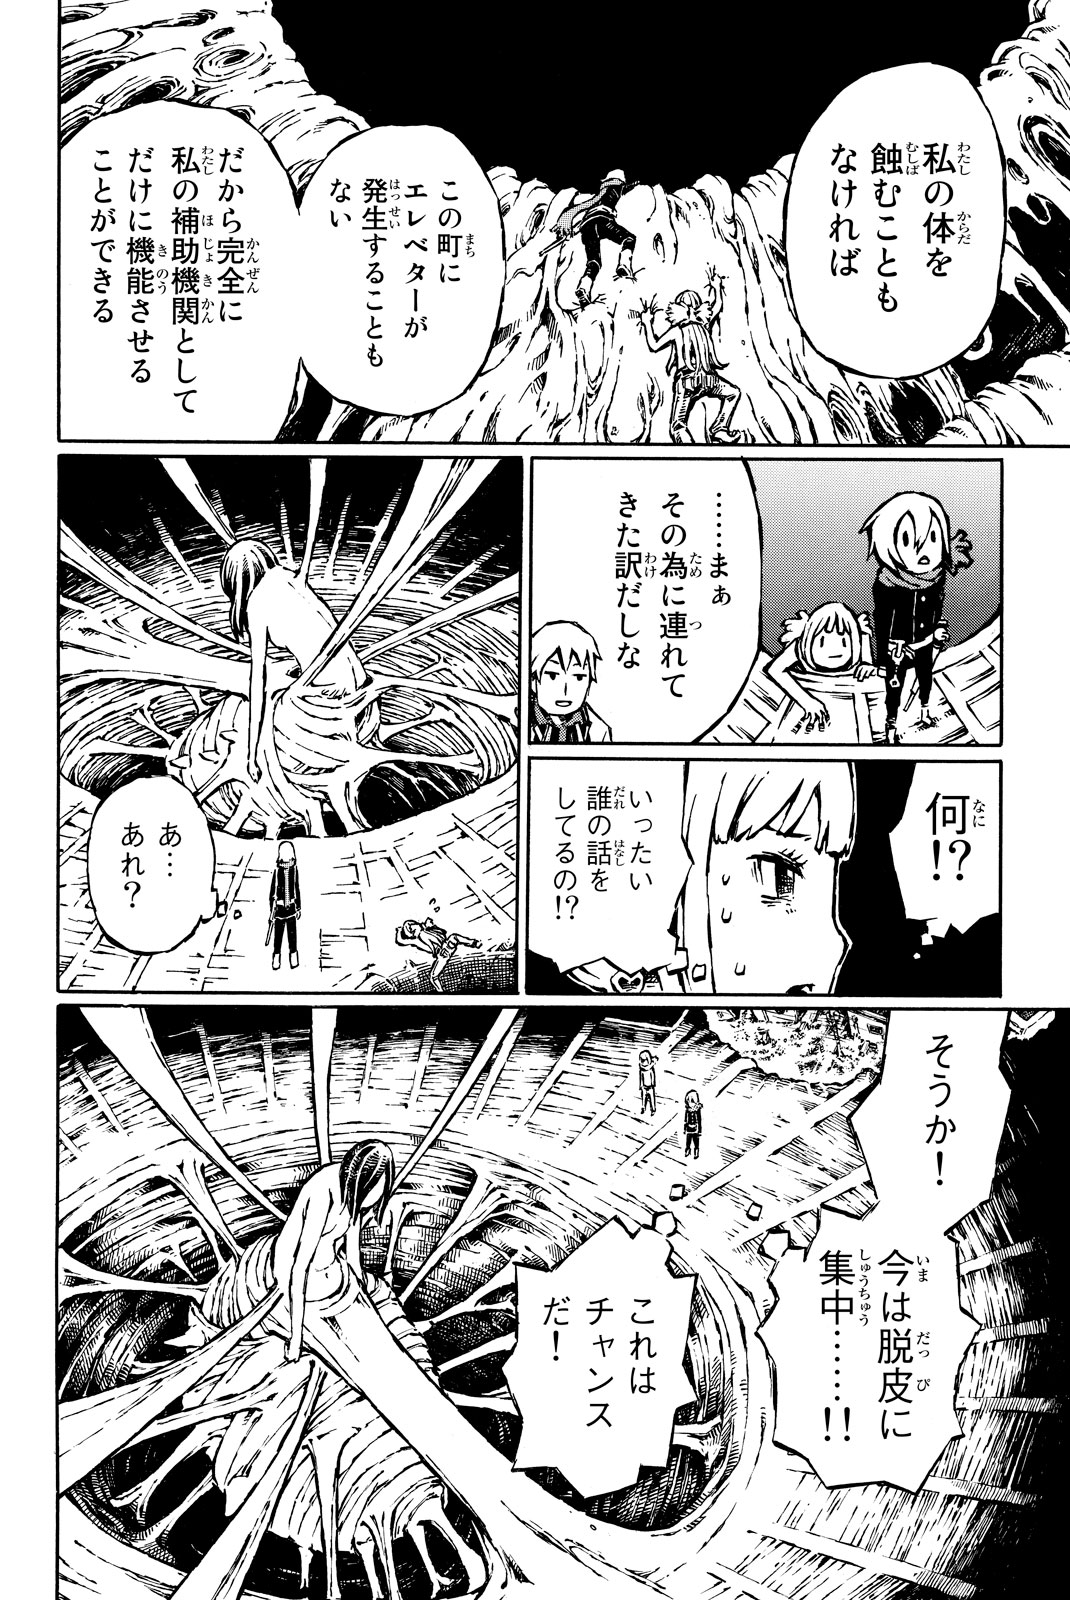 私の体を
蝕むことも
なければ
この町に
エレベターが
発生することも
ない
だから完全に
私の補助機関として
だけに機能させる
ことができる
……まぁ
その為に連れて
きた訳だしな
何!?
いったい
誰の話を
してるの!?
あ…
あれ？
そうか！
今は脱皮に
集中……!!
これは
チャンス
だ！